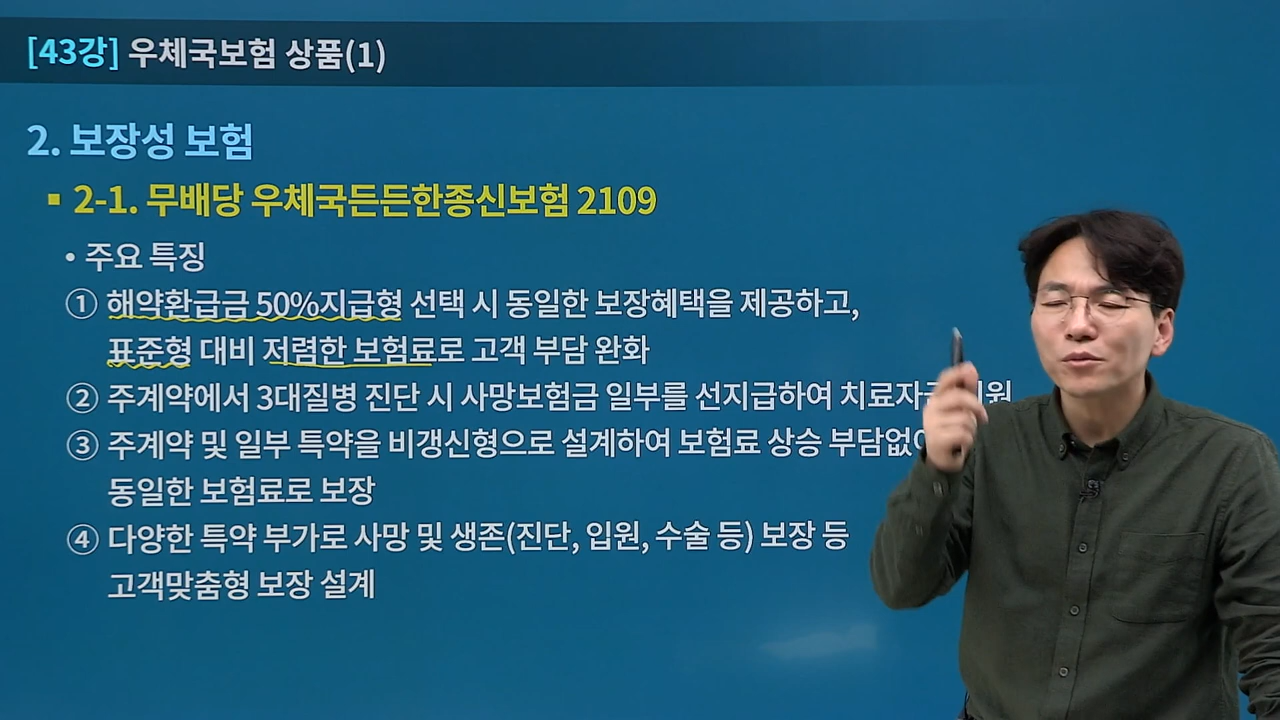 [43강] 우체국보험 상품(1)
2. 보장성 보험
▪ 2-1. 무배당 우체국든든한종신보험 2109
• 주요 특징
① 해약환급금 50%지급형 선택 시 동일한 보장혜택을 제공하고,
표준형 대비 저렴한 보험료로 고객 부담 완화
② 주계약에서 3대질병 진단 시 사망보험금 일부를 선지급하여
③ 주계약 및 일부 특약을 비갱신형으로 설계하여 보험료 상승
동일한 보험료로 보장
④ 다양한 특약 부가로 사망 및 생존(진단, 입원, 수술 등) 보장 등
고객맞춤형 보장 설계